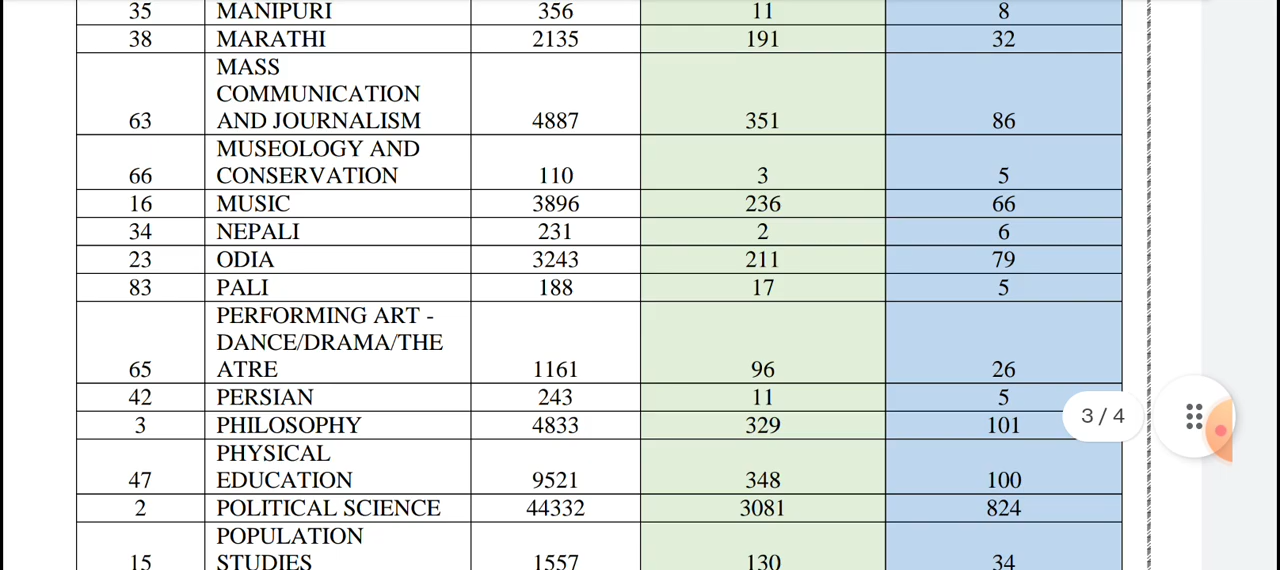 35 MANIPURI 356 11 8
38 MARATHI 2135 191 32
MASS
COMMUNICATION
63 AND JOURNALISM 4887 351 86
MUSEOLOGY AND
66 CONSERVATION 110 3 5
16 MUSIC 3896 236 66
34 NEPALI 231 2 6
23 ODIA 3243 211 79
83 PALI 188 17 5
PERFORMING ART -
DANCE/DRAMA/THE
65 ATRE 1161 96 26
42 PERSIAN 243 11 5
3 PHILOSOPHY 4833 329 101
3 / 4
PHYSICAL
47 EDUCATION 9521 348 100
2 POLITICAL SCIENCE 44332 3081 824
POPULATION
15 STUDIES 1557 130 34